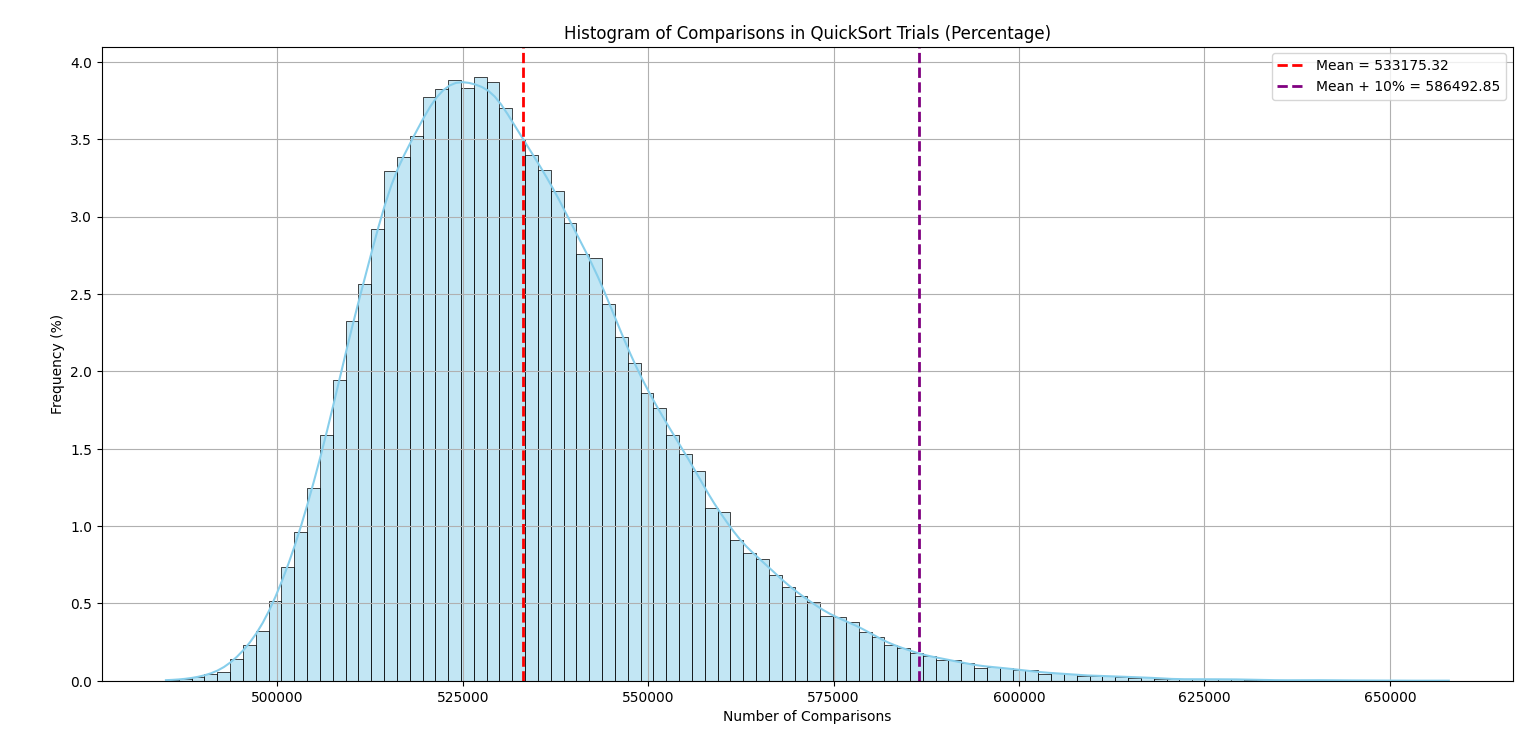 Histogram of Comparisons in QuickSort Trials (Percentage)
Mean = 533175.32
Mean + 10% = 586492.85
Frequency (%)
4.0
3.5
3.0
2.5
2.0
1.5
1.0
0.5
0.0
500000 525000 550000 575000 600000 625000 650000
Number of Comparisons